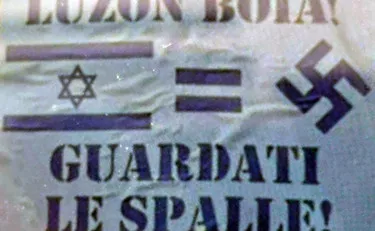 LUZON BOIA!
=
GUARDATI
LE SPALLE!